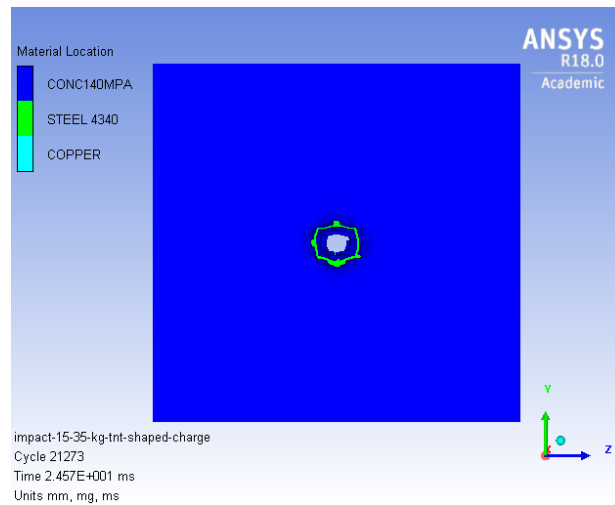 ANSYS
R18.0
Academic
Material Location
CONC140MPA
STEEL 4340
COPPER
Y
Z
impact-15-35-kg-tnt-shaped-charge
Cycle 21273
Time 2.457E+001 ms
Units mm, mg, ms